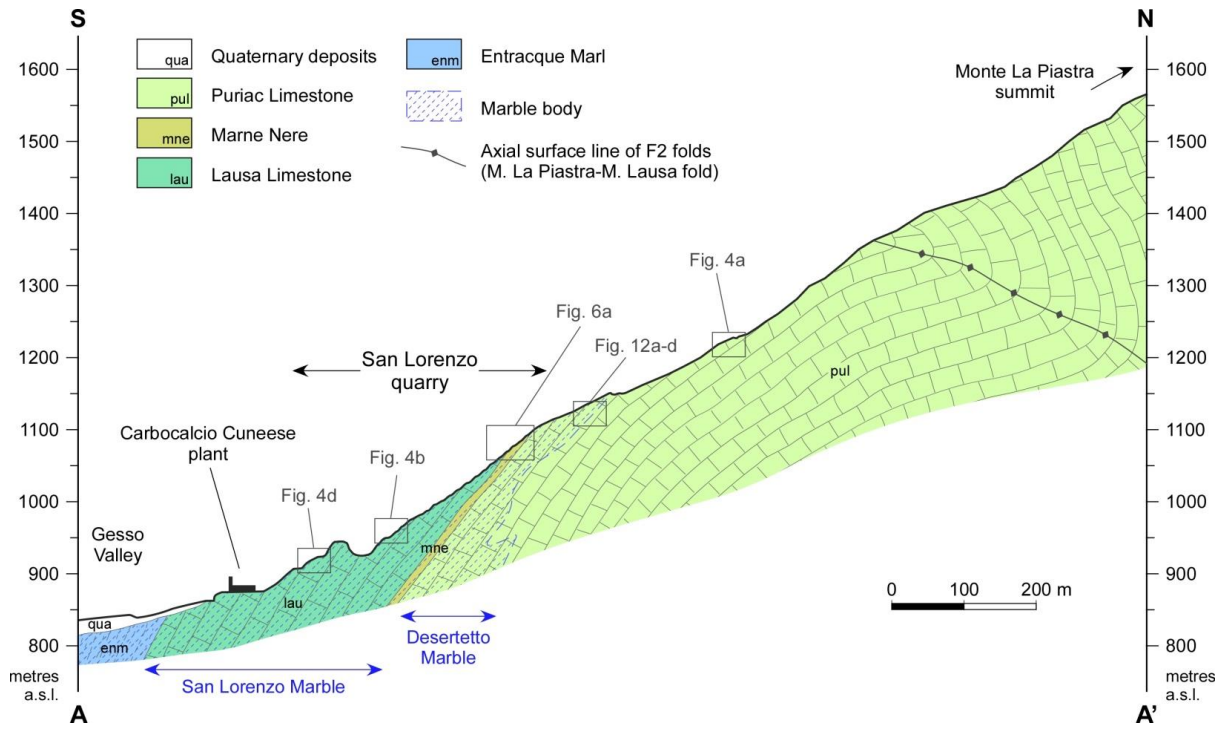 S
N
qua
Quaternary deposits
pul
Puriac Limestone
mne
Marne Nere
lau
Lausa Limestone
enm
Entracque Marl
Marble body
Axial surface line of F2 folds
(M. La Piastra-M. Lausa fold)
Monte La Piastra
summit
1600
1500
1400
1300
1200
1100
1000
900
800
metres
a.s.l.
1600
1500
1400
1300
1200
1100
1000
900
800
metres
a.s.l.
Fig. 4a
Fig. 6a
Fig. 12a-d
San Lorenzo
quarry
pul
Carbocalcio Cuneese
plant
Fig. 4b
Fig. 4d
Gesso
Valley
mne
lau
qua
enm
0 100 200 m
Desertetto
Marble
San Lorenzo Marble
A
A’